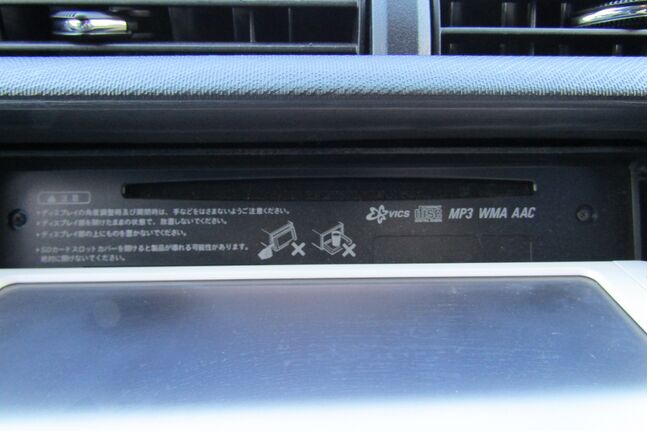 ⚠ 注意
▸ディスプレイの角度調整時及び開閉時は、手などをはさまないようご注意ください。
▸ディスプレイ部を開けたままの状態で、放置しないでください。
▸ディスプレイ部の上にものを置かないでください。
▸SDカードスロットカバーを開けると製品が壊れる可能性があります。
絶対に開けないでください。
VICS disc MP3 WMA AAC